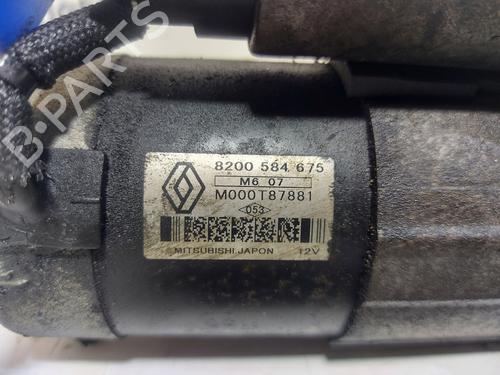 8200 584 675
M6 07
M000T87881
053
MITSUBISHI JAPON 12V
B-PARTS